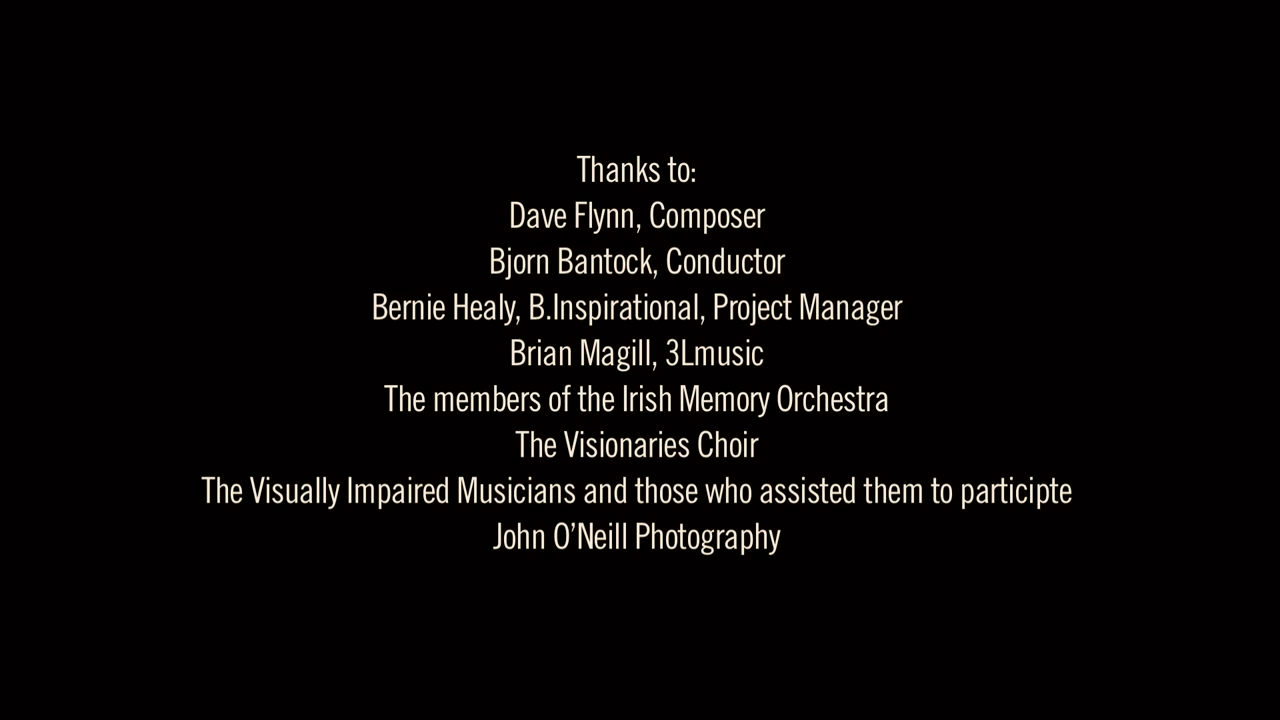 Thanks to:
Dave Flynn, Composer
Bjorn Bantock, Conductor
Bernie Healy, B.Inspirational, Project Manager
Brian Magill, 3Lmusic
The members of the Irish Memory Orchestra
The Visionaries Choir
The Visually Impaired Musicians and those who assisted them to participte
John O’Neill Photography